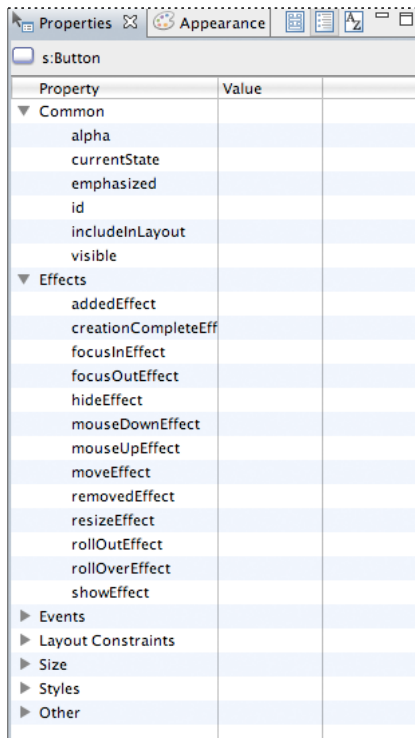 Properties Appearance
s:Button
Property Value
Common
alpha
currentState
emphasized
id
includeInLayout
visible
Effects
addedEffect
creationCompleteEff
focusInEffect
focusOutEffect
hideEffect
mouseDownEffect
mouseUpEffect
moveEffect
removedEffect
resizeEffect
rollOutEffect
rollOverEffect
showEffect
Events
Layout Constraints
Size
Styles
Other